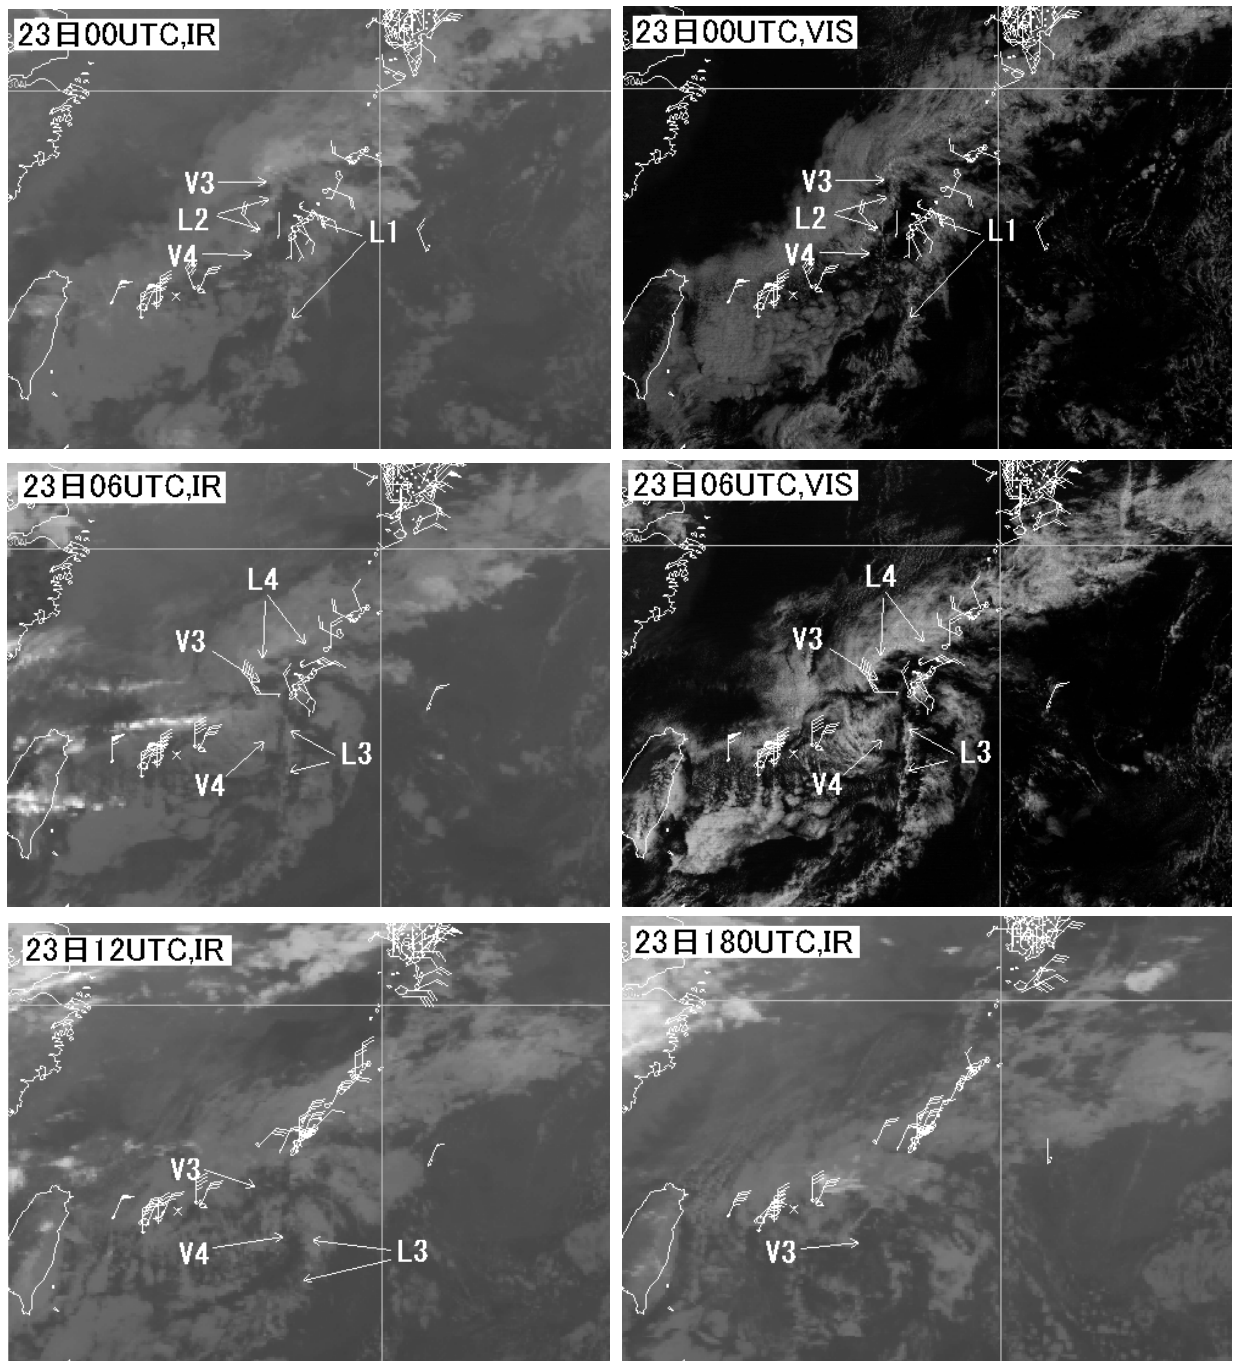 23日00UTC,IR
30N
V3
L2
V4
L1
23日00UTC,VIS
V3
L2
V4
L1
23日06UTC,IR
30N
L4
V3
V4
L3
23日06UTC,VIS
L4
V3
V4
L3
23日12UTC,IR
V3
V4
L3
23日180UTC,IR
V3